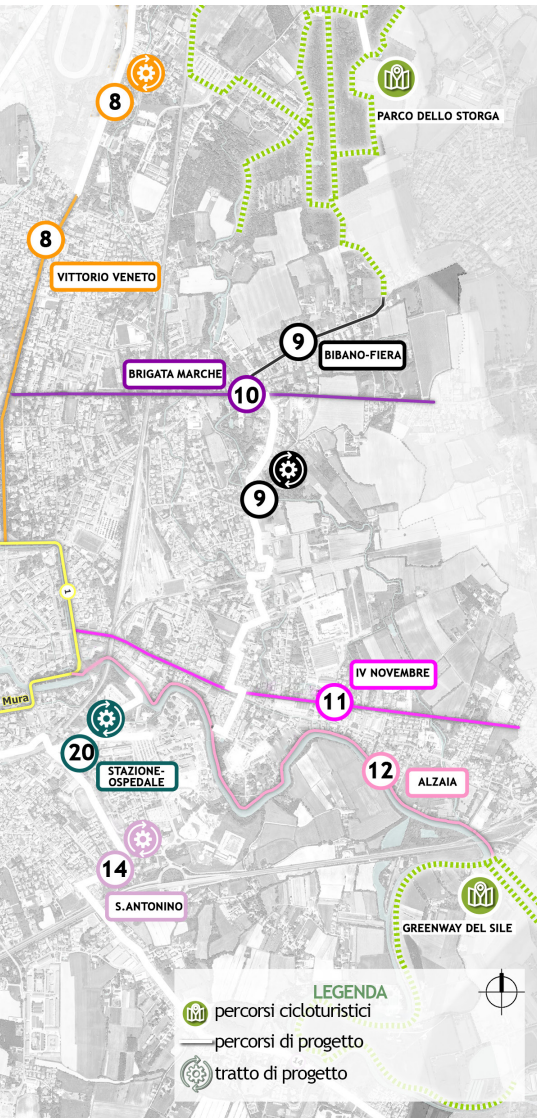 8
PARCO DELLO STORGA
8
VITTORIO VENETO
9
BIBANO-FIERA
BRIGATA MARCHE
10
9
1
Mura
IV NOVEMBRE
11
20
STAZIONE-
OSPEDALE
12
ALZAIA
14
S.ANTONINO
GREENWAY DEL SILE
LEGENDA
percorsi cicloturistici
percorsi di progetto
tratto di progetto